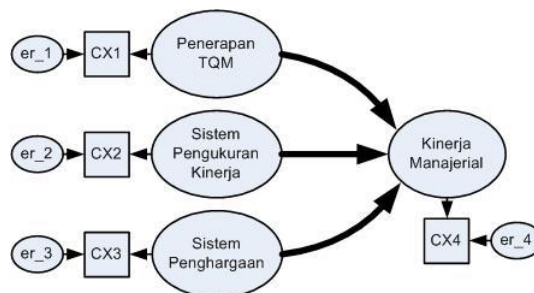 er_1
CX1
Penerapan
TQM
er_2
CX2
Sistem
Pengukuran
Kinerja
Kinerja
Manajerial
er_3
CX3
Sistem
Penghargaan
CX4
er_4